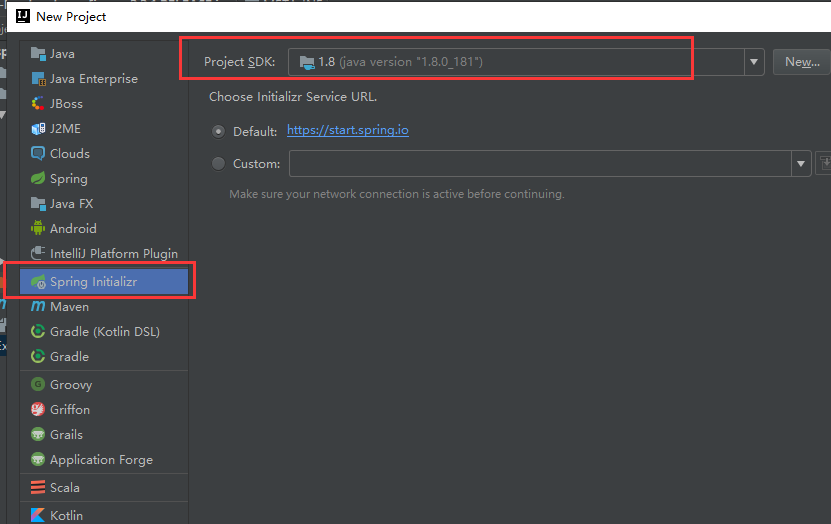 New Project
Java
Java Enterprise
JBoss
J2ME
Clouds
Spring
Java FX
Android
IntelliJ Platform Plugin
Spring Initializr
Maven
Gradle (Kotlin DSL)
Gradle
Groovy
Griffon
Grails
Application Forge
Scala
Kotlin
Project SDK: 1.8 (java version "1.8.0_181") New...
Choose Initializr Service URL.
Default: https://start.spring.io
Custom:
Make sure your network connection is active before continuing.